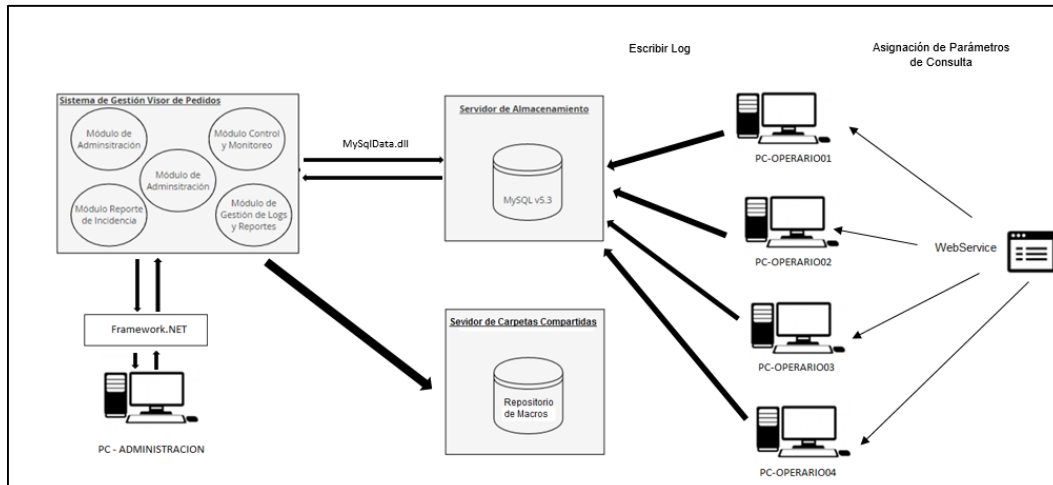 Escribir Log
Asignación de Parámetros
de Consulta
Sistema de Gestión Visor de Pedidos
Módulo de
Adminsitración
Módulo Control
y Monitoreo
Módulo de
Adminsitración
Módulo Reporte
de Incidencia
Módulo de
Gestión de Logs
y Reportes
MySqlData.dll
Servidor de Almacenamiento
MySQL v5.3
PC-OPERARIO01
PC-OPERARIO02
WebService
PC-OPERARIO03
PC-OPERARIO04
Framework.NET
PC - ADMINISTRACION
Sevidor de Carpetas Compartidas
Repositorio
de Macros